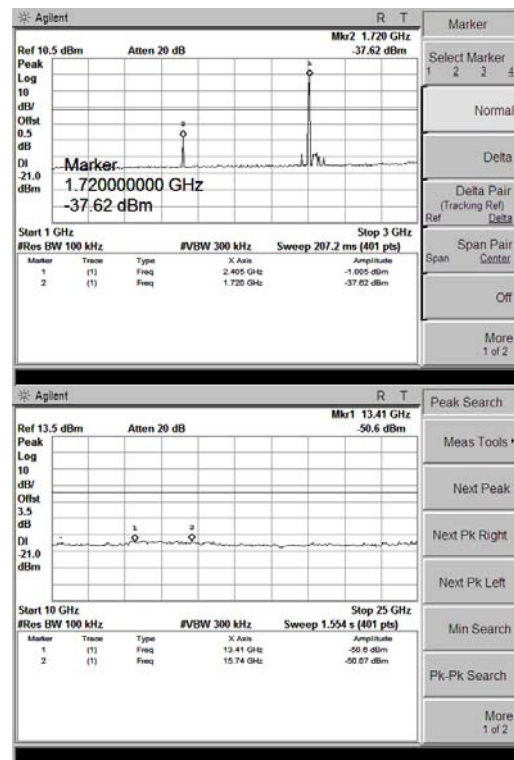 Agilent R T
Mkr2 1.720 GHz
Ref 10.5 dBm Atten 20 dB -37.62 dBm
Peak
Log
10
dB/
Offst
0.5
dB
DI
-21.0
dBm
1
2
Marker
1.720000000 GHz
-37.62 dBm
Start 1 GHz Stop 3 GHz
#Res BW 100 kHz #VBW 300 kHz Sweep 207.2 ms (401 pts)
Marker Trace Type X Axis Amplitude
1 (1) Freq 2.405 GHz -1.005 dBm
2 (1) Freq 1.720 GHz -37.62 dBm
Marker
Select Marker
1 2 3 4
Normal
Delta
Delta Pair
(Tracking Ref)
Ref Delta
Span Pair
Span Center
Off
More
1 of 2
Agilent R T
Mkr1 13.41 GHz
Ref 13.5 dBm Atten 20 dB -50.6 dBm
Peak
Log
10
dB/
Offst
3.5
dB
DI
-21.0
dBm
1 2
Start 10 GHz Stop 25 GHz
#Res BW 100 kHz #VBW 300 kHz Sweep 1.554 s (401 pts)
Marker Trace Type X Axis Amplitude
1 (1) Freq 13.41 GHz -50.6 dBm
2 (1) Freq 15.74 GHz -50.67 dBm
Peak Search
Meas Tools
Next Peak
Next Pk Right
Next Pk Left
Min Search
Pk-Pk Search
More
1 of 2